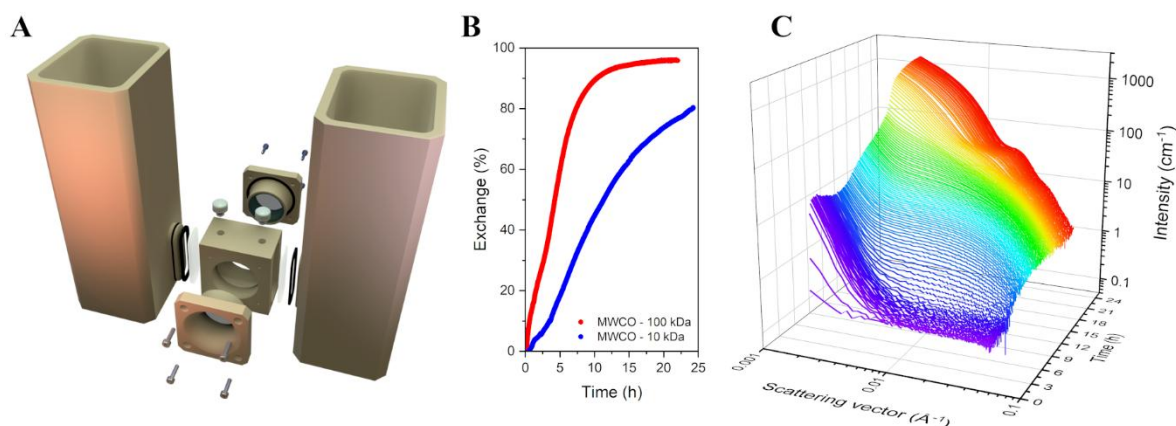 A
B
C
Exchange (%)
100
80
60
40
20
0
MWCO - 100 kDa
MWCO - 10 kDa
0 5 10 15 20 25
Time (h)
1000
100
10
1
0.1
Intensity (cm⁻¹)
24
21
18
15
12
9
6
3
0
Time (h)
0.001
0.01
0.1
Scattering vector (Å⁻¹)